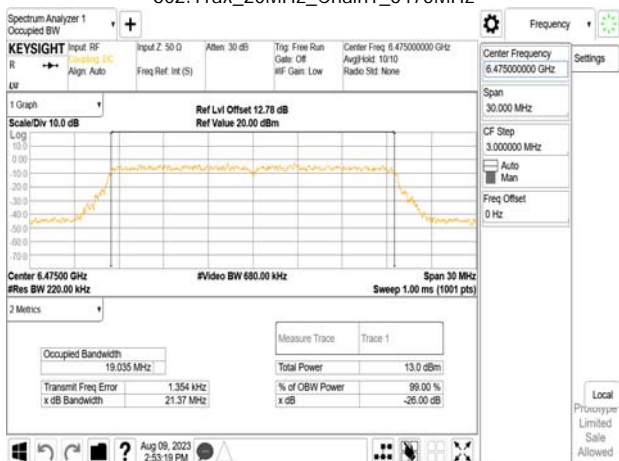 Spectrum Analyzer 1
Occupied BW
Frequency
KEYSIGHT
R
Input: RF
Coupling: DC
Align: Auto
Input Z: 50 Ω
Freq Ref: Int (S)
Atten: 30 dB
Trig: Free Run
Gate: Off
#IF Gain: Low
Center Freq: 6.475000000 GHz
Avg|Hold: 10/10
Radio Std: None
1 Graph
Ref Lvl Offset 12.78 dB
Scale/Div 10.0 dB
Ref Value 20.00 dBm
Log
10.0
0.00
-10.0
-20.0
-30.0
-40.0
-50.0
-60.0
-70.0
Center 6.47500 GHz
#Video BW 680.00 kHz
Span 30 MHz
#Res BW 220.00 kHz
Sweep 1.00 ms (1001 pts)
2 Metrics
Measure Trace
Trace 1
Occupied Bandwidth
19.035 MHz
Total Power
13.0 dBm
Transmit Freq Error
1.354 kHz
% of OBW Power
99.00 %
x dB Bandwidth
21.37 MHz
x dB
-26.00 dB
Center Frequency
6.475000000 GHz
Settings
Span
30.000 MHz
CF Step
3.000000 MHz
Auto
Man
Freq Offset
0 Hz
Local
Prototype
Limited
Sale
Allowed
Aug 09, 2023
2:53:19 PM